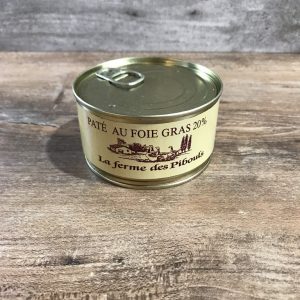 PATÉ AU FOIE GRAS 20%
La ferme des Pibouls